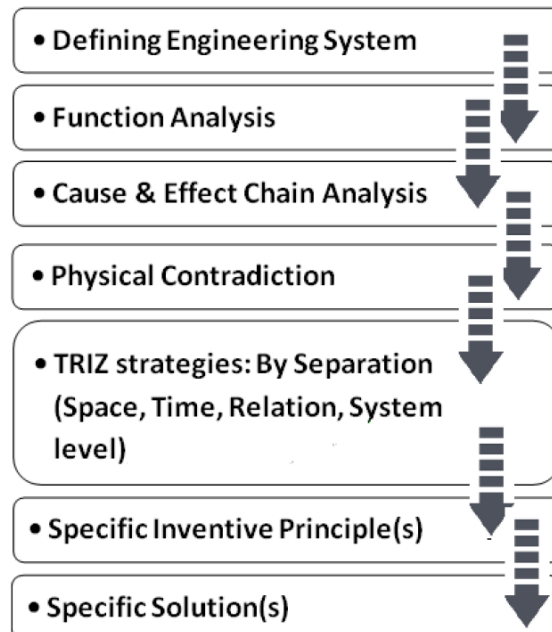 • Defining Engineering System
• Function Analysis
• Cause & Effect Chain Analysis
• Physical Contradiction
• TRIZ strategies: By Separation
(Space, Time, Relation, System
level)
• Specific Inventive Principle(s)
• Specific Solution(s)